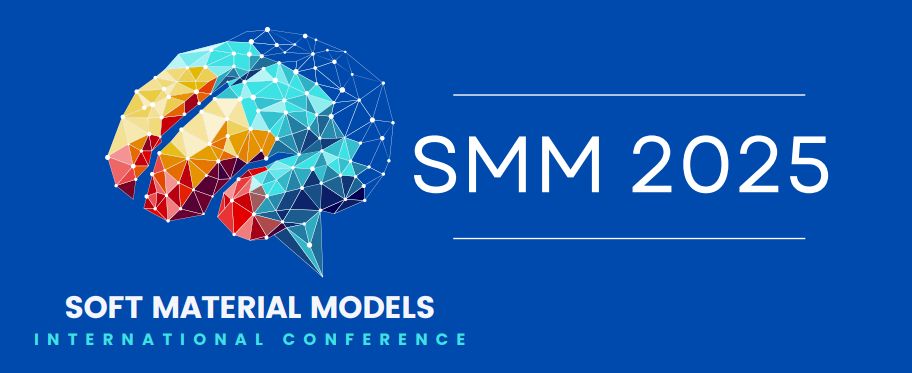 SMM 2025
SOFT MATERIAL MODELS
INTERNATIONAL CONFERENCE